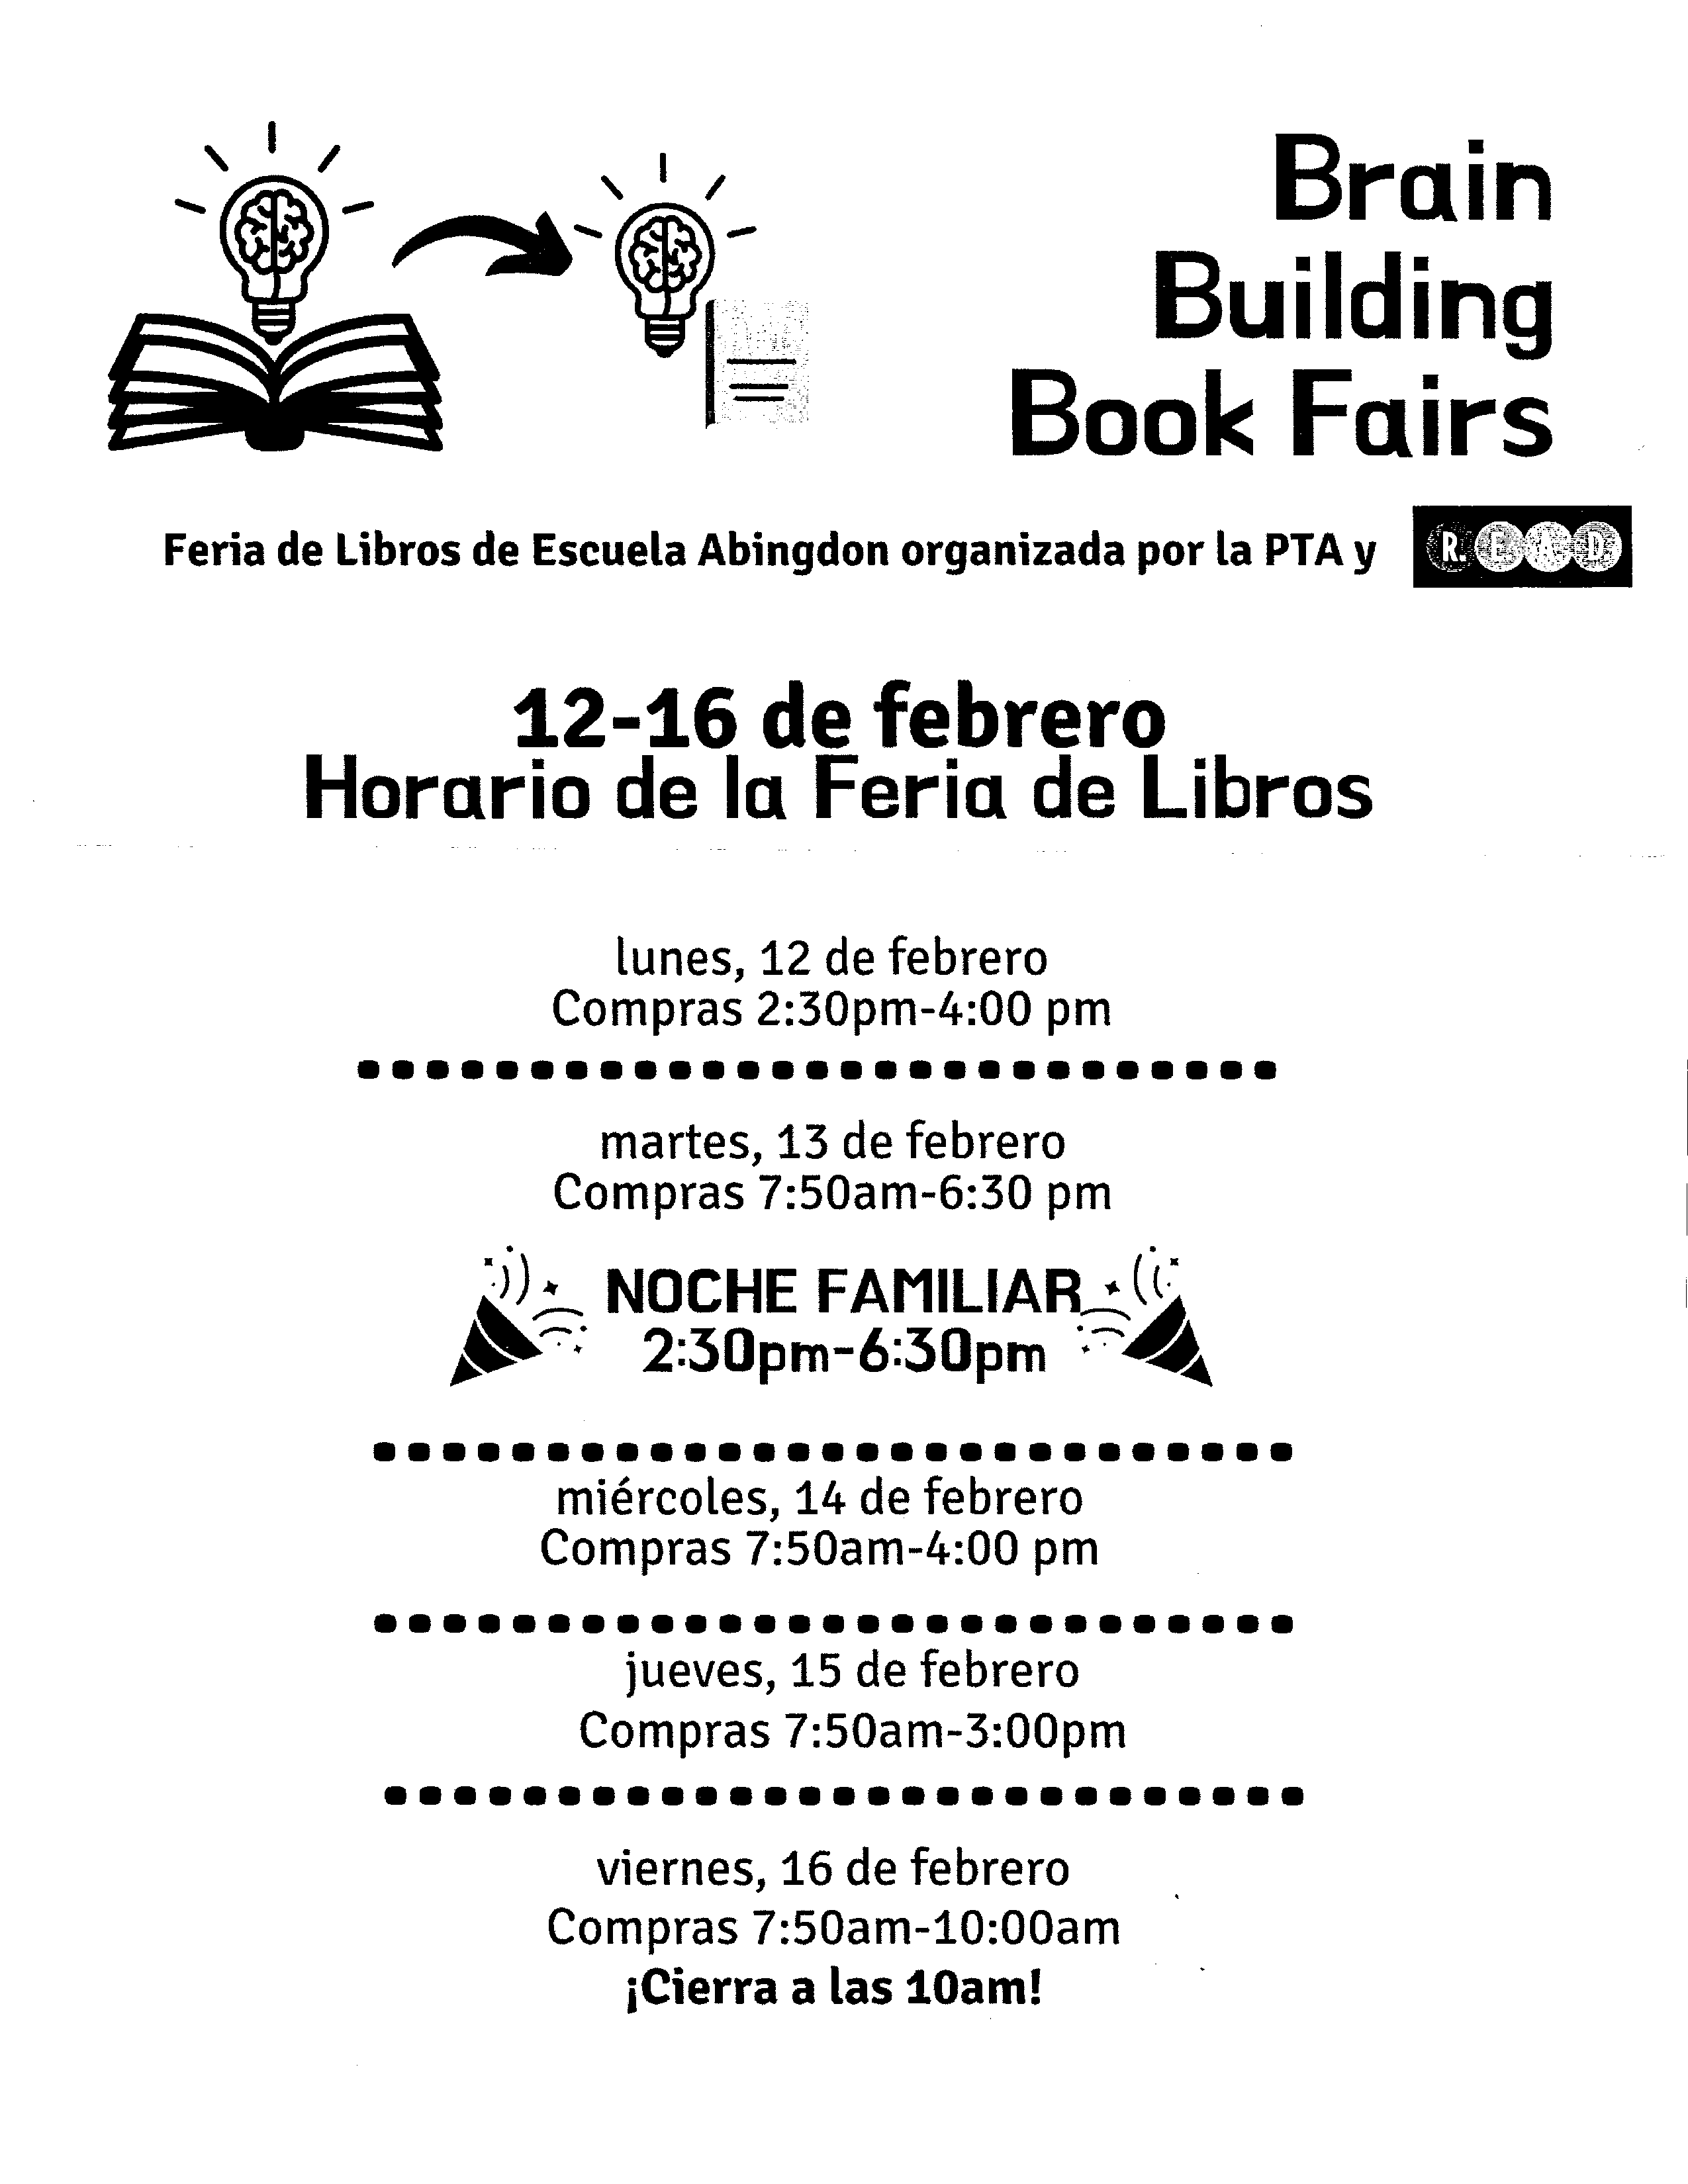 Brain
Building
Book Fairs
Feria de Libros de Escuela Abingdon organizada por la PTA y R.E.A.D.
12-16 de febrero
Horario de la Feria de Libros
lunes, 12 de febrero
Compras 2:30pm-4:00 pm
martes, 13 de febrero
Compras 7:50am-6:30 pm
NOCHE FAMILIAR
2:30pm-6:30pm
miércoles, 14 de febrero
Compras 7:50am-4:00 pm
jueves, 15 de febrero
Compras 7:50am-3:00pm
viernes, 16 de febrero
Compras 7:50am-10:00am
¡Cierra a las 10am!